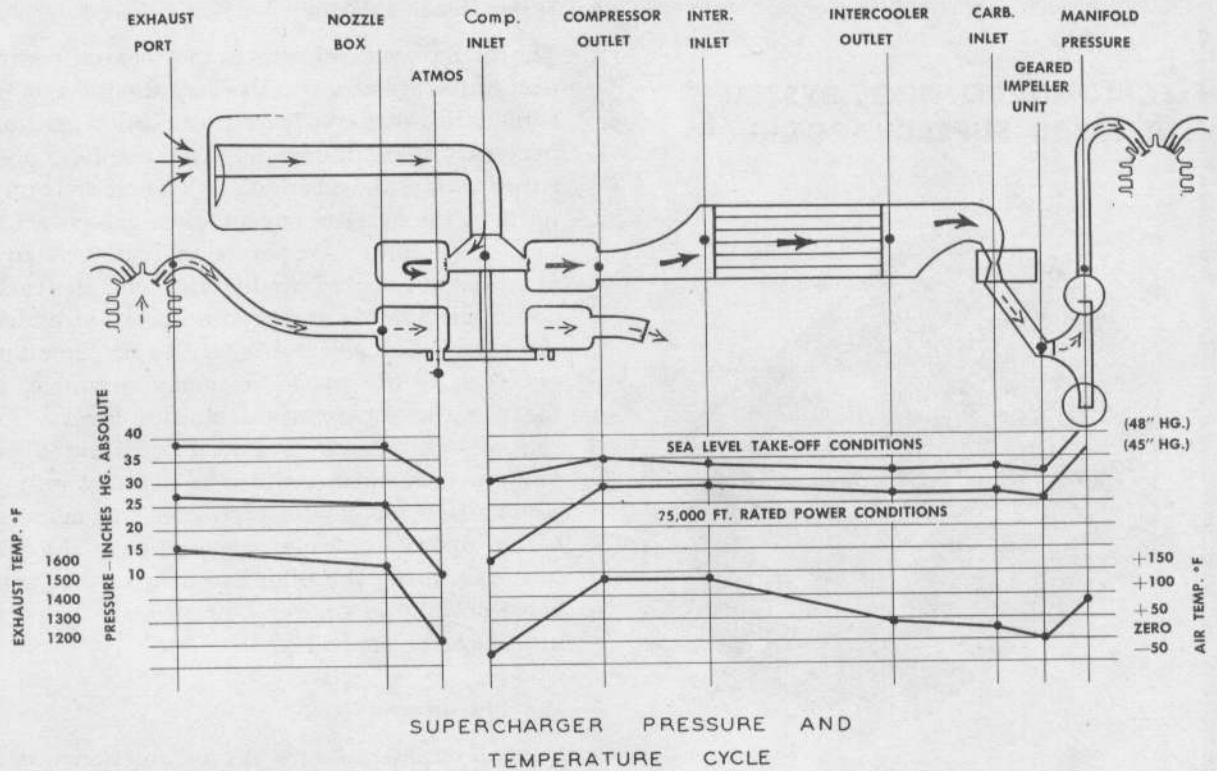 EXHAUST PORT
NOZZLE BOX
ATMOS
Comp. INLET
COMPRESSOR OUTLET
INTER. INLET
INTERCOOLER OUTLET
CARB. INLET
GEARED IMPELLER UNIT
MANIFOLD PRESSURE
EXHAUST TEMP. °F
1600
1500
1400
1300
1200
PRESSURE—INCHES HG. ABSOLUTE
40
35
30
25
20
15
10
SEA LEVEL TAKE-OFF CONDITIONS
(48" HG.)
(45" HG.)
?5,000 FT. RATED POWER CONDITIONS
+150
+100
+50
ZERO
—50
AIR TEMP. °F
SUPERCHARGER PRESSURE AND
TEMPERATURE CYCLE